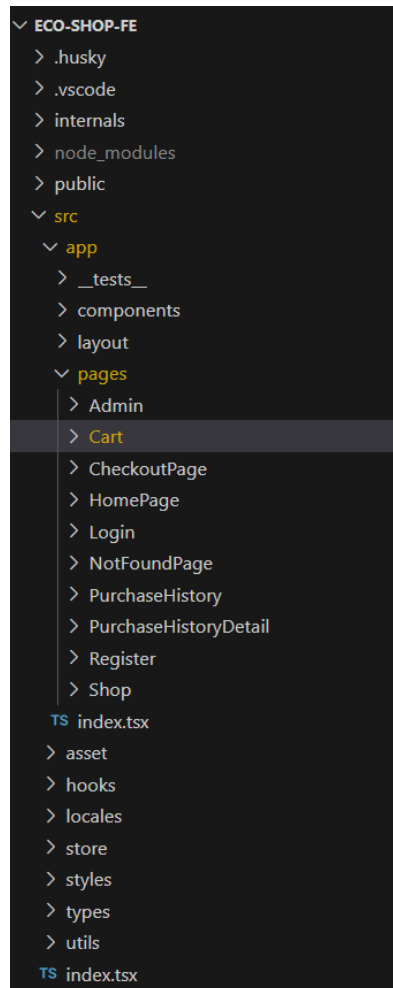 ECO-SHOP-FE
.husky
.vscode
internals
node_modules
public
src
app
__tests__
components
layout
pages
Admin
Cart
CheckoutPage
HomePage
Login
NotFoundPage
PurchaseHistory
PurchaseHistoryDetail
Register
Shop
TS index.tsx
asset
hooks
locales
store
styles
types
utils
TS index.tsx